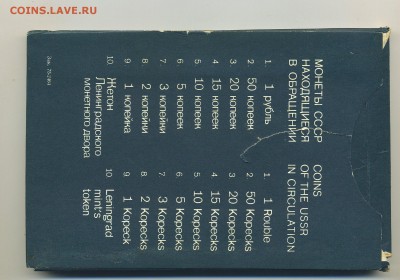 COINS.LAVE.RU
МОНЕТЫ СССР
НАХОДЯЩИЕСЯ
В ОБРАЩЕНИИ
1. 1 рубль
2. 50 копеек
3. 20 копеек
4. 15 копеек
5. 10 копеек
6. 5 копеек
7. 3 копейки
8. 2 копейки
9. 1 копейка
10 Жетон
Ленинградского
монетного двора
COINS
OF THE USSR
IN CIRCULATION
1. 1 Rouble
2. 50 Kopecks
3. 20 Kopecks
4. 15 Kopecks
5. 10 Kopecks
6. 5 Kopecks
7. 3 Kopecks
8. 2 Kopecks
9. 1 Kopeck
10 Leningrad
mint's
token